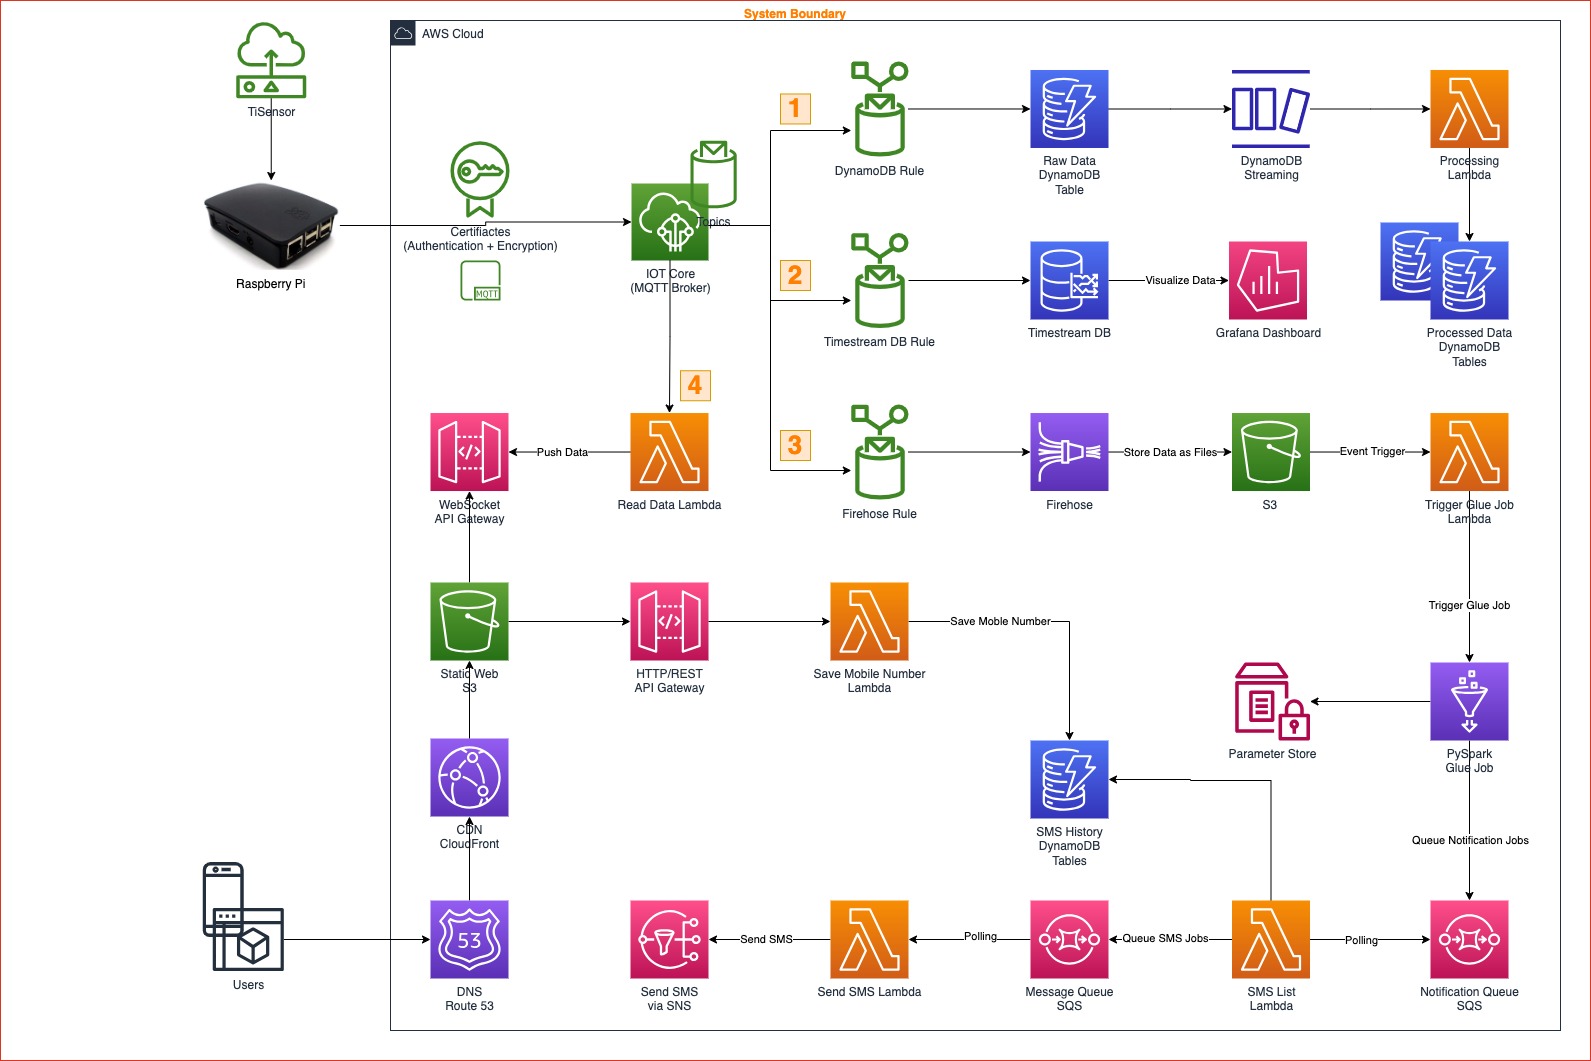 System Boundary
AWS Cloud
TiSensor
1
DynamoDB Rule
Raw Data
DynamoDB
Table
DynamoDB
Streaming
Processing
Lambda
Certifiactes
(Authentication + Encryption)
MQTT
Topics
IOT Core
(MQTT Broker)
Raspberry Pi
2
Timestream DB Rule
Timestream DB
Visualize Data
Grafana Dashboard
Processed Data
DynamoDB
Tables
4
3
WebSocket
API Gateway
Push Data
Read Data Lambda
Firehose Rule
Firehose
Store Data as Files
S3
Event Trigger
Trigger Glue Job
Lambda
Trigger Glue Job
Static Web
S3
HTTP/REST
API Gateway
Save Mobile Number
Lambda
Save Moble Number
Parameter Store
PySpark
Glue Job
CDN
CloudFront
SMS History
DynamoDB
Tables
Queue Notification Jobs
Users
53
DNS
Route 53
Send SMS
via SNS
Send SMS
Send SMS Lambda
Polling
Message Queue
SQS
Queue SMS Jobs
SMS List
Lambda
Polling
Notification Queue
SQS